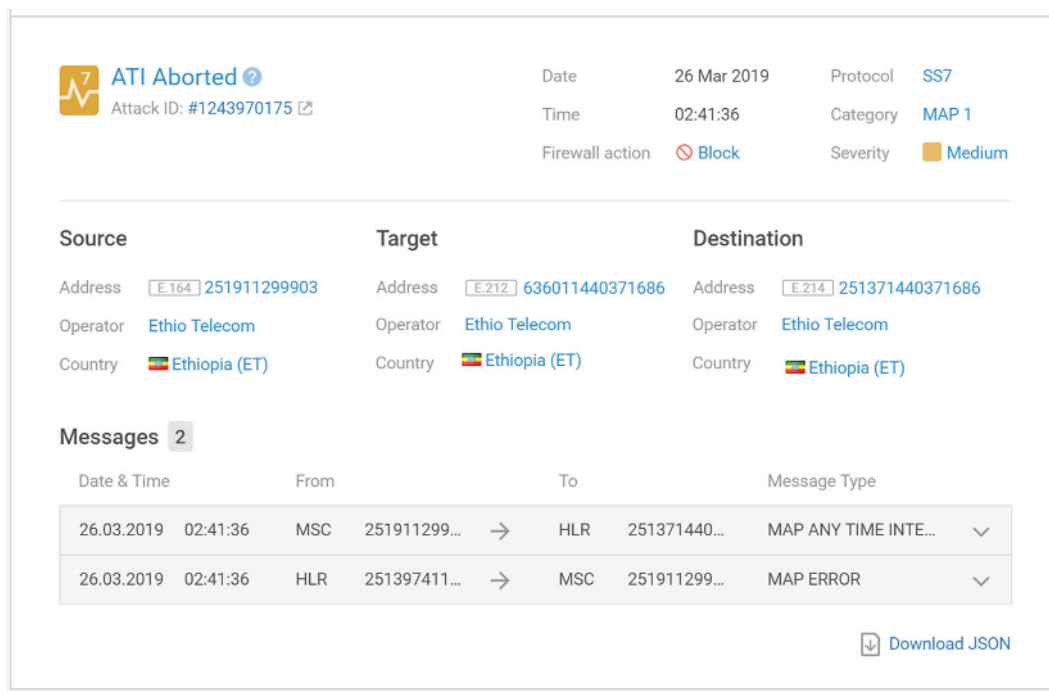 7 ATI Aborted ?
Attack ID: #1243970175
Date 26 Mar 2019 Protocol SS7
Time 02:41:36 Category MAP 1
Firewall action Block Severity Medium
Source Target Destination
Address E.164 251911299903 Address E.212 636011440371686 Address E.214 251371440371686
Operator Ethio Telecom Operator Ethio Telecom Operator Ethio Telecom
Country Ethiopia (ET) Country Ethiopia (ET) Country Ethiopia (ET)
Messages 2
Date & Time From To Message Type
26.03.2019 02:41:36 MSC 251911299... → HLR 251371440... MAP ANY TIME INTE...
26.03.2019 02:41:36 HLR 251397411... → MSC 251911299... MAP ERROR
Download JSON